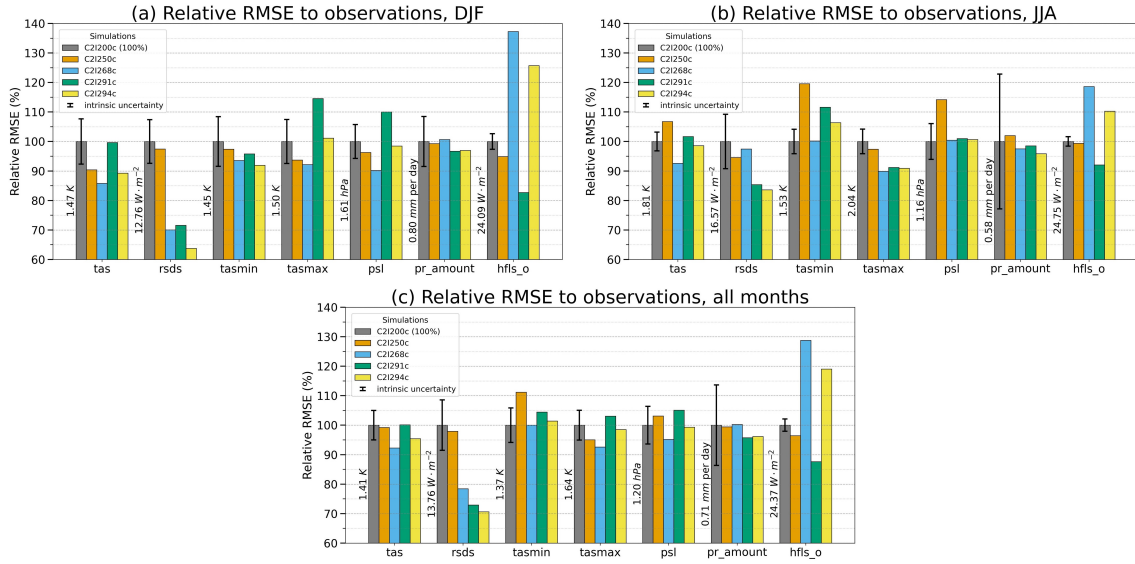 (a) Relative RMSE to observations, DJF
Relative RMSE (%)
140
130
120
110
100
90
80
70
60
Simulations
C2I200c (100%)
C2I250c
C2I268c
C2I291c
C2I294c
intrinsic uncertainty
1.47 K
12.76 W · m⁻²
1.45 K
1.50 K
1.61 hPa
0.80 mm per day
24.09 W · m⁻²
tas rsds tasmin tasmax psl pr_amount hfls_o
(b) Relative RMSE to observations, JJA
Relative RMSE (%)
140
130
120
110
100
90
80
70
60
Simulations
C2I200c (100%)
C2I250c
C2I268c
C2I291c
C2I294c
intrinsic uncertainty
1.81 K
16.57 W · m⁻²
1.53 K
2.04 K
1.16 hPa
0.58 mm per day
24.75 W · m⁻²
tas rsds tasmin tasmax psl pr_amount hfls_o
(c) Relative RMSE to observations, all months
Relative RMSE (%)
140
130
120
110
100
90
80
70
60
Simulations
C2I200c (100%)
C2I250c
C2I268c
C2I291c
C2I294c
intrinsic uncertainty
1.41 K
13.76 W · m⁻²
1.37 K
1.64 K
1.20 hPa
0.71 mm per day
24.37 W · m⁻²
tas rsds tasmin tasmax psl pr_amount hfls_o